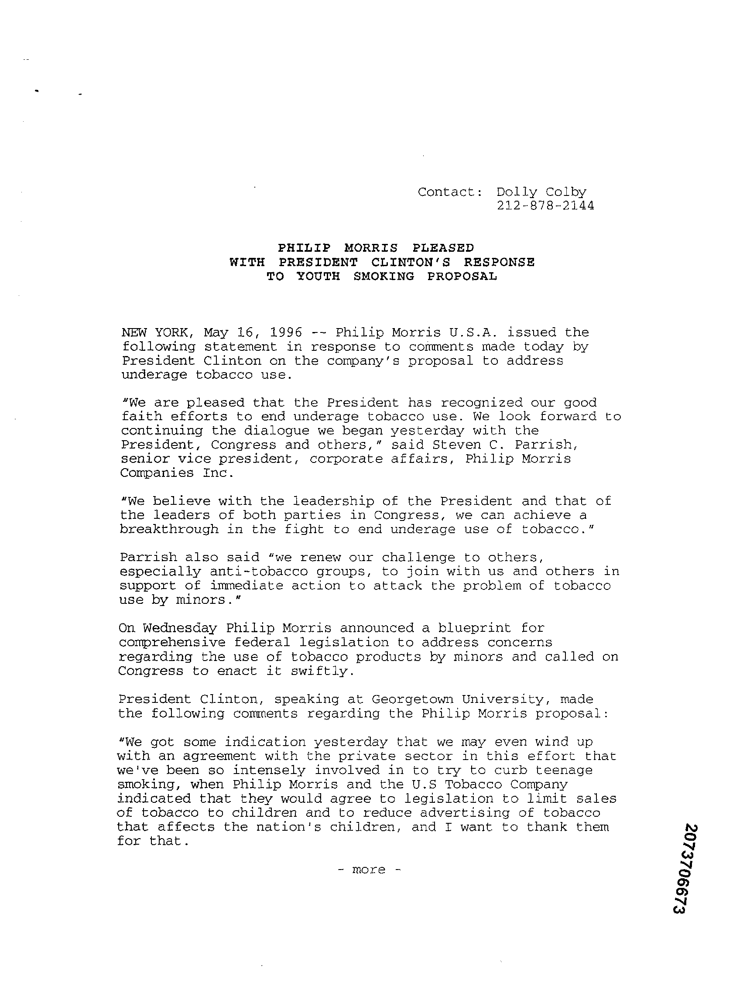 Contact: Dolly Colby
212-878-2144
PHILIP MORRIS PLEASED
WITH PRESIDENT CLINTON'S RESPONSE
TO YOUTH SMOKING PROPOSAL
NEW YORK, May 16, 1996 -- Philip Morris U.S.A. issued the
following statement in response to comments made today by
President Clinton on the company's proposal to address
underage tobacco use.
"We are pleased that the President has recognized our good
faith efforts to end underage tobacco use. We look forward to
continuing the dialogue we began yesterday with the
President, Congress and others," said Steven C. Parrish,
senior vice president, corporate affairs, Philip Morris
Companies Inc.
"We believe with the leadership of the President and that of
the leaders of both parties in Congress, we can achieve a
breakthrough in the fight to end underage use of tobacco."
Parrish also said "we renew our challenge to others,
especially anti-tobacco groups, to join with us and others in
support of immediate action to attack the problem of tobacco
use by minors."
On Wednesday Philip Morris announced a blueprint for
comprehensive federal legislation to address concerns
regarding the use of tobacco products by minors and called on
Congress to enact it swiftly.
President Clinton, speaking at Georgetown University, made
the following comments regarding the Philip Morris proposal:
"We got some indication yesterday that we may even wind up
with an agreement with the private sector in this effort that
we've been so intensely involved in to try to curb teenage
smoking, when Philip Morris and the U.S Tobacco Company
indicated that they would agree to legislation to limit sales
of tobacco to children and to reduce advertising of tobacco
that affects the nation's children, and I want to thank them
for that.
- more -
2073706673